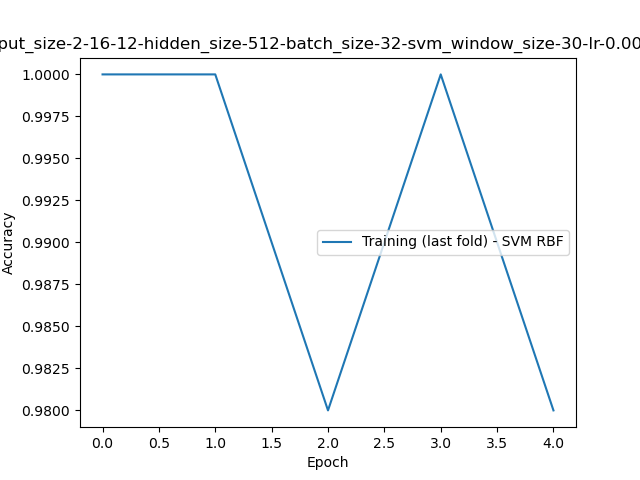 put_size-2-16-12-hidden_size-512-batch_size-32-svm_window_size-30-lr-0.00
1.0000
0.9975
0.9950
0.9925
0.9900
0.9875
0.9850
0.9825
0.9800
Accuracy
Training (last fold) - SVM RBF
0.0 0.5 1.0 1.5 2.0 2.5 3.0 3.5 4.0
Epoch